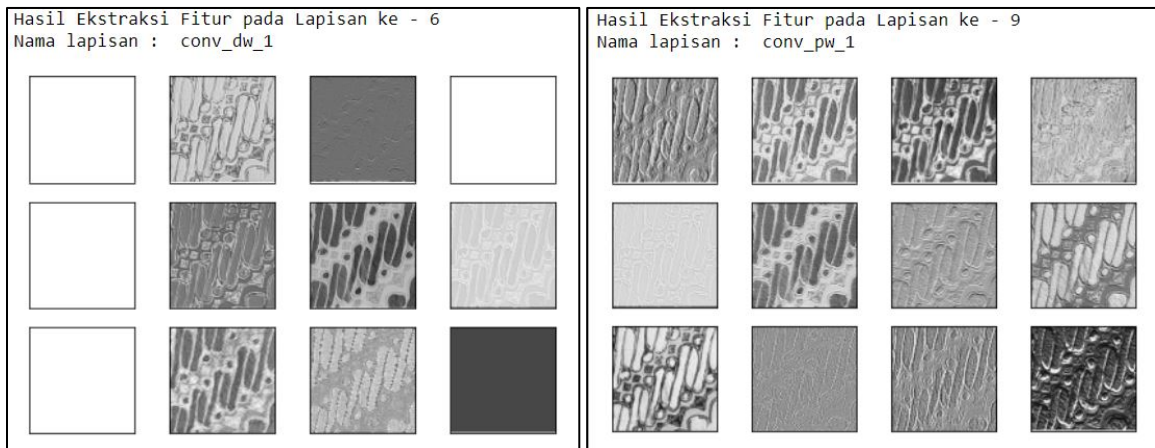 Hasil Ekstraksi Fitur pada Lapisan ke - 6
Nama lapisan : conv_dw_1
Hasil Ekstraksi Fitur pada Lapisan ke - 9
Nama lapisan : conv_pw_1